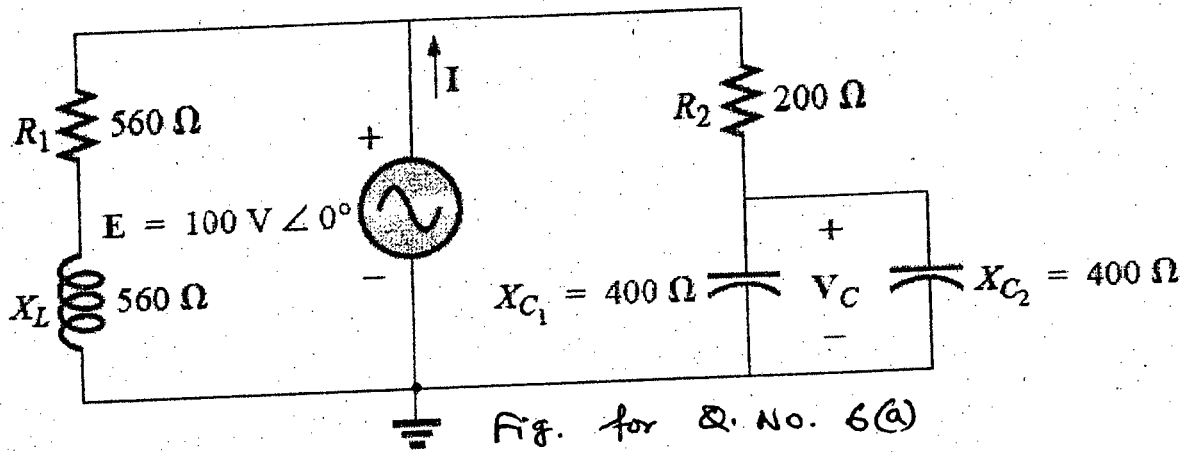 I
R₁
560 Ω
R₂
200 Ω
+
E = 100 V ∠ 0°
−
X_L
560 Ω
X_C₁ = 400 Ω
+
V_C
−
X_C₂ = 400 Ω
Fig. for Q. No. 6(a)